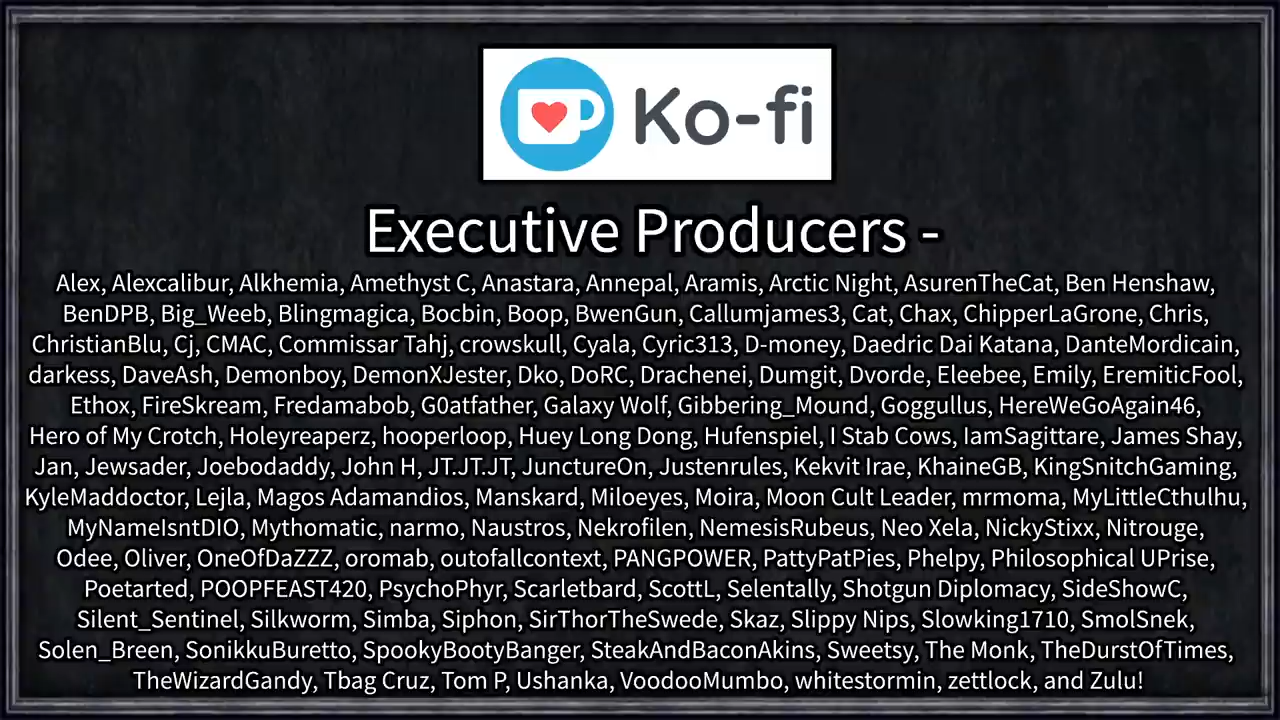 Ko-fi
Executive Producers -
Alex, Alexcalibur, Alkhemia, Amethyst C, Anastara, Annepal, Aramis, Arctic Night, AsurenTheCat, Ben Henshaw,
BenDPB, Big_Weeb, Blingmagica, Bocbin, Boop, BwenGun, Callumjames3, Cat, Chax, ChipperLaGrone, Chris,
ChristianBlu, Cj, CMAC, Commissar Tahj, crowskull, Cyala, Cyric313, D-money, Daedric Dai Katana, DanteMordicain,
darkess, DaveAsh, Demonboy, DemonXJester, Dko, DoRC, Drachenei, Dumgit, Dvorde, Eleebee, Emily, EremiticFool,
Ethox, FireSkream, Fredamabob, G0atfather, Galaxy Wolf, Gibbering_Mound, Goggullus, HereWeGoAgain46,
Hero of My Crotch, Holeyreaperz, hooperloop, Huey Long Dong, Hufenspiel, I Stab Cows, IamSagittare, James Shay,
Jan, Jewsader, Joebodaddy, John H, JT.JT.JT, JunctureOn, Justenrules, Kekvit Irae, KhaineGB, KingSnitchGaming,
KyleMaddoctor, Lejla, Magos Adamandios, Manskard, Miloeyes, Moira, Moon Cult Leader, mrmoma, MyLittleCthulhu,
MyNameIsntDIO, Mythomatic, narmo, Naustros, Nekrofilen, NemesisRubeus, Neo Xela, NickyStixx, Nitrouge,
Odee, Oliver, OneOfDaZZZ, oromab, outofallcontext, PANGPOWER, PattyPatPies, Phelpy, Philosophical UPrise,
Poetarted, POOPFEAST420, PsychoPhyr, Scarletbard, ScottL, Selentally, Shotgun Diplomacy, SideShowC,
Silent_Sentinel, Silkworm, Simba, Siphon, SirThorTheSwede, Skaz, Slippy Nips, Slowking1710, SmolSnek,
Solen_Breen, SonikkuBuretto, SpookyBootyBanger, SteakAndBaconAkins, Sweetsy, The Monk, TheDurstOfTimes,
TheWizardGandy, Tbag Cruz, Tom P, Ushanka, VoodooMumbo, whitestormin, zettlock, and Zulu!